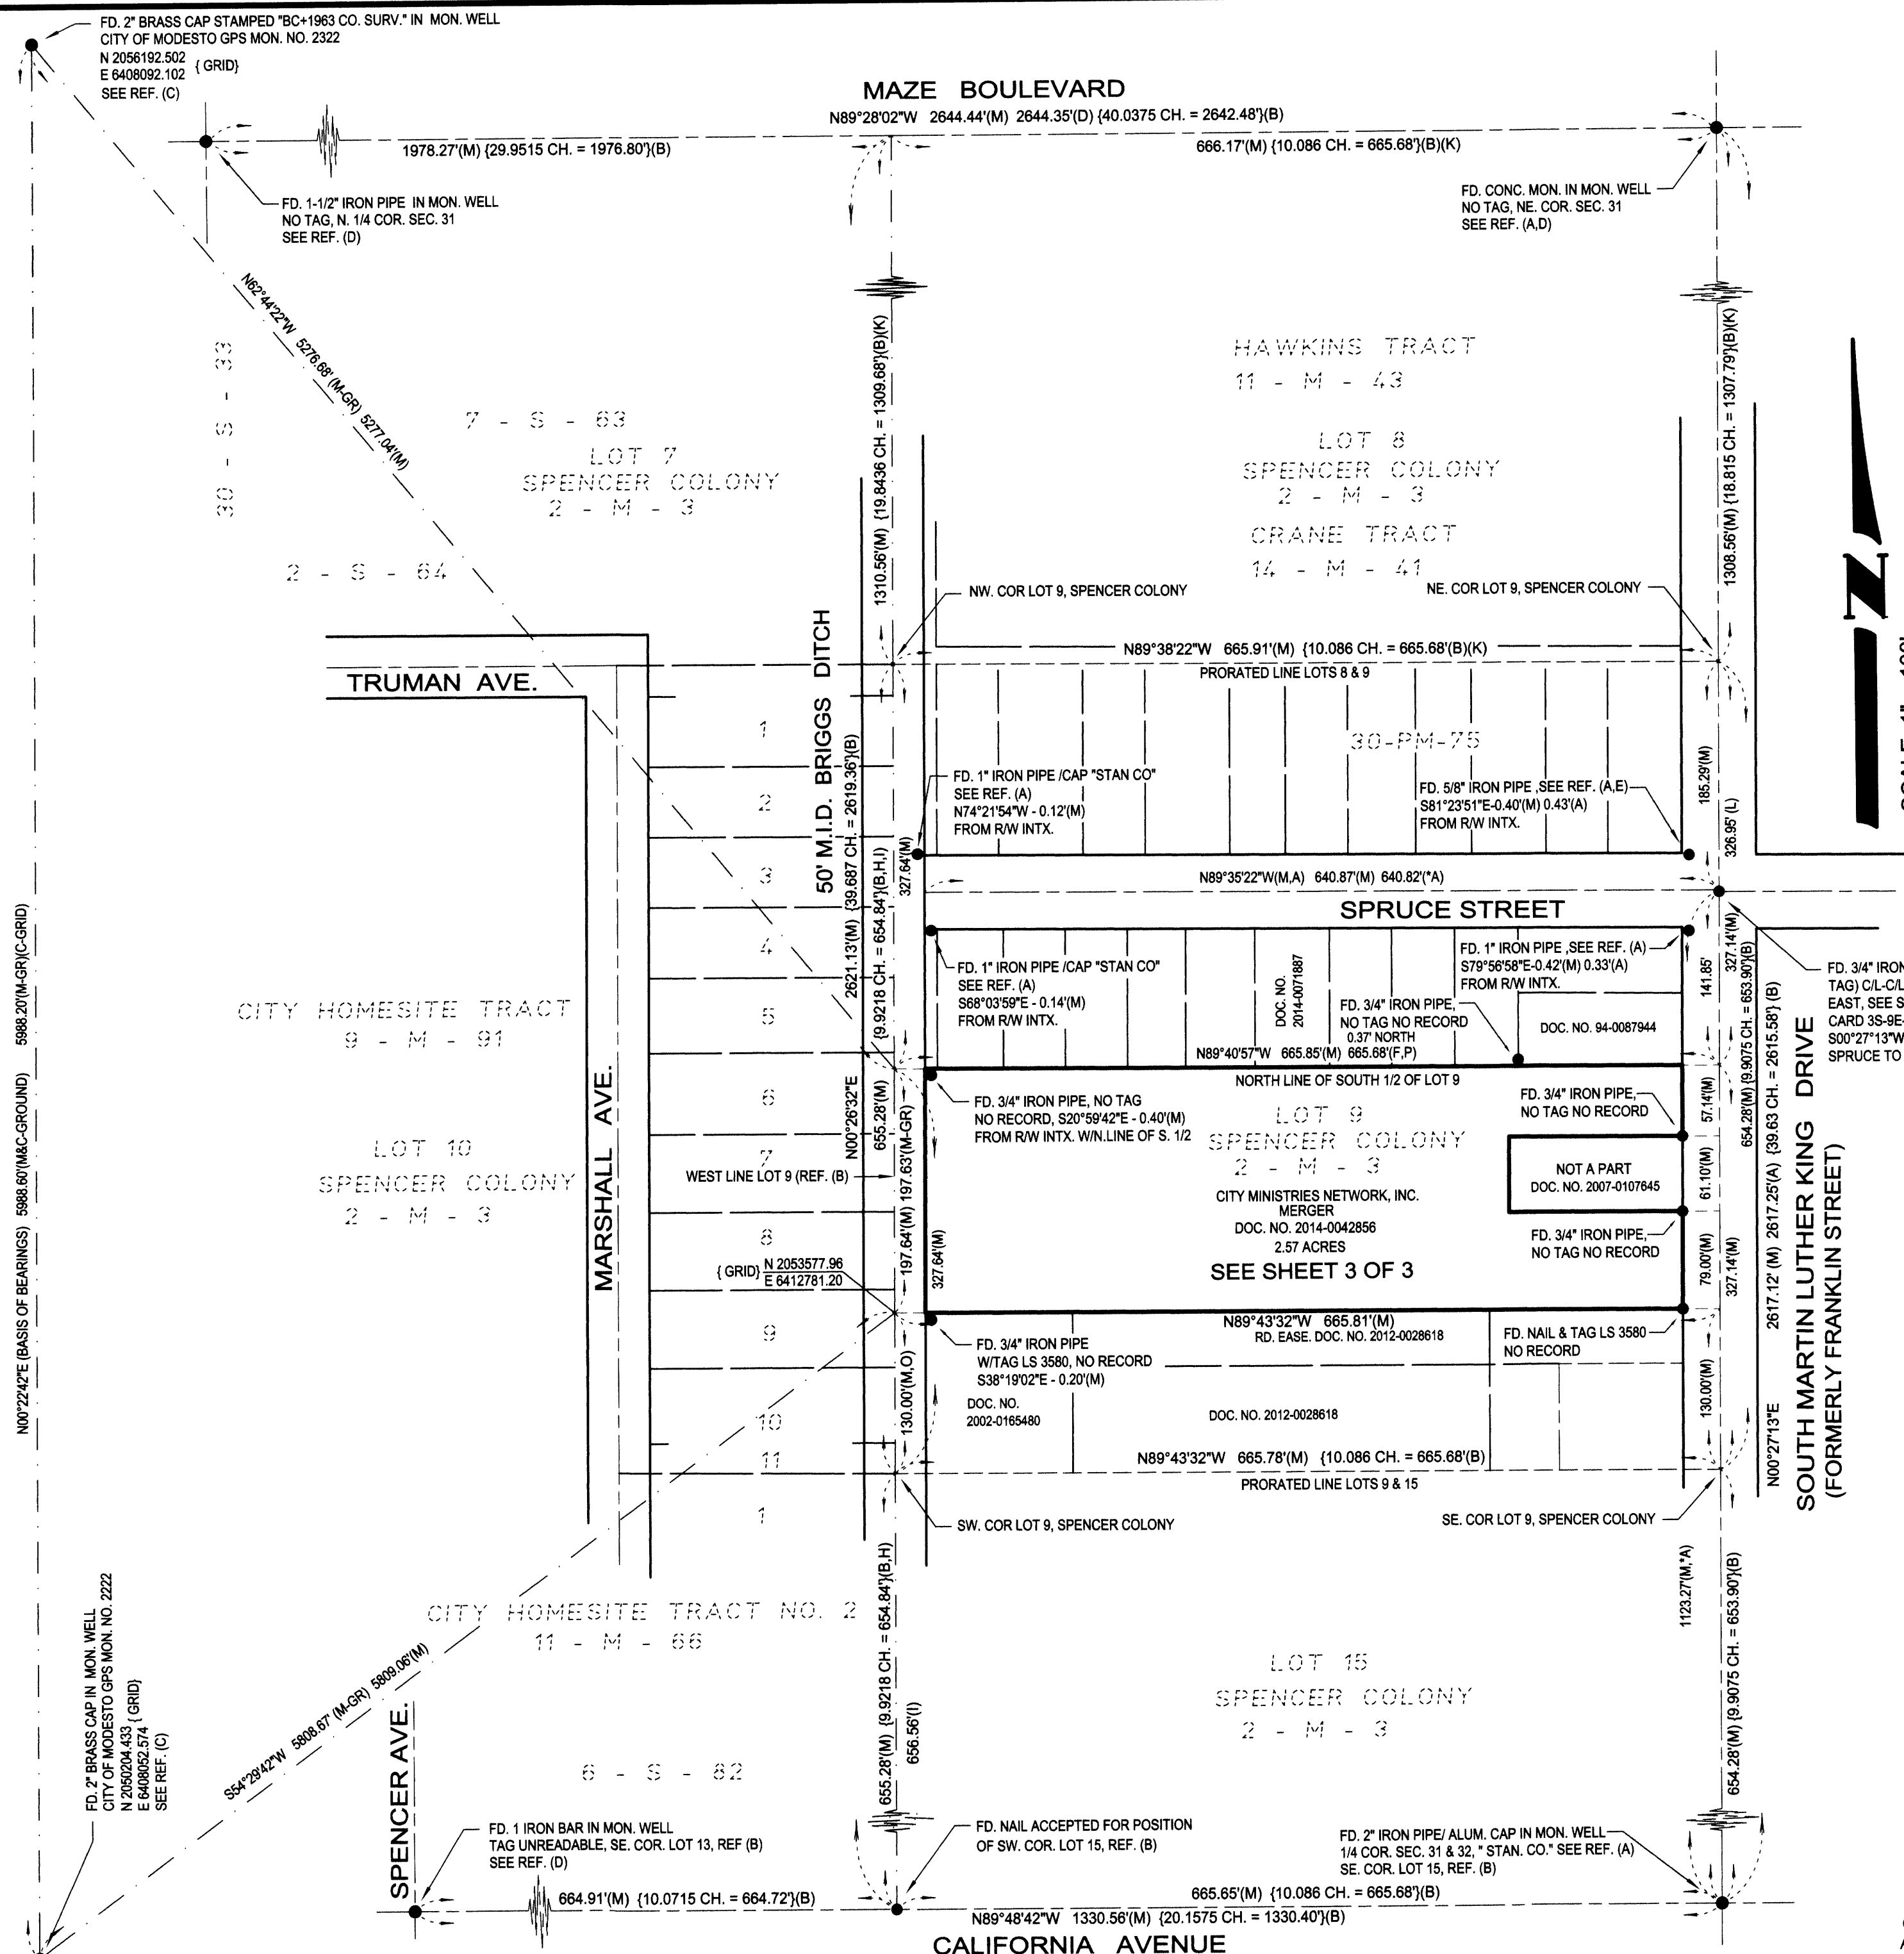 FD. 2" BRASS CAP STAMPED "BC+1963 CO. SURV." IN MON. WELL
CITY OF MODESTO GPS MON. NO. 2322
N 2056192.502
E 6408092.102
{ GRID}
SEE REF. (C)
MAZE BOULEVARD
N89°28'02"W 2644.44'(M) 2644.35'(D) {40.0375 CH. = 2642.48'}(B)
1978.27'(M) {29.9515 CH. = 1976.80'}(B)
666.17'(M) {10.086 CH. = 665.68'}(B)(K)
FD. 1-1/2" IRON PIPE IN MON. WELL
NO TAG, N. 1/4 COR. SEC. 31
SEE REF. (D)
FD. CONC. MON. IN MON. WELL
NO TAG, NE. COR. SEC. 31
SEE REF. (A,D)
N62°44'22"W 5276.68' (M-GR) 5277.04'(M)
30 - S - 33
7 - S - 63
LOT 7
SPENCER COLONY
2 - M - 3
2 - S - 64
1310.56'(M) {19.8436 CH. = 1309.68'}(B)(K)
HAWKINS TRACT
11 - M - 43
LOT 8
SPENCER COLONY
2 - M - 3
CRANE TRACT
14 - M - 41
1308.56'(M) {18.815 CH. = 1307.79'}(B)(K)
Z
NW. COR LOT 9, SPENCER COLONY
NE. COR LOT 9, SPENCER COLONY
N89°38'22"W 665.91'(M) {10.086 CH. = 665.68'(B)(K)
PRORATED LINE LOTS 8 & 9
TRUMAN AVE.
50' M.I.D. BRIGGS DITCH
1
2
3
4
5
6
7
8
9
10
11
1
30-PM-75
185.29'(M)
326.95' (L)
FD. 1" IRON PIPE /CAP "STAN CO"
SEE REF. (A)
N74°21'54"W - 0.12'(M)
FROM R/W INTX.
FD. 5/8" IRON PIPE ,SEE REF. (A,E)
S81°23'51"E-0.40'(M) 0.43'(A)
FROM R/W INTX.
N00°26'32"E 2621.13'(M) {39.687 CH. = 2619.36'}(B)
655.28'(M) {9.9218 CH. = 654.84'}(B,H,I)
327.64'(M)
N89°35'22"W(M,A) 640.87'(M) 640.82'(*A)
SPRUCE STREET
FD. 1" IRON PIPE /CAP "STAN CO"
SEE REF. (A)
S68°03'59"E - 0.14'(M)
FROM R/W INTX.
DOC. NO.
2014-0071887
FD. 1" IRON PIPE ,SEE REF. (A)
S79°56'58"E-0.42'(M) 0.33'(A)
FROM R/W INTX.
FD. 3/4" IRON PIPE,
NO TAG NO RECORD
0.37' NORTH
DOC. NO. 94-0087944
141.85'
327.14'(M)
654.28'(M) {9.9075 CH. = 653.90'}(B)
FD. 3/4" IRON
TAG) C/L-C/L
EAST, SEE S
CARD 3S-9E-
S00°27'13"W
SPRUCE TO
N89°40'57"W 665.85'(M) 665.68'(F,P)
NORTH LINE OF SOUTH 1/2 OF LOT 9
CITY HOMESITE TRACT
9 - M - 91
LOT 10
SPENCER COLONY
2 - M - 3
MARSHALL AVE.
WEST LINE LOT 9 (REF. (B)
{ GRID}
N 2053577.96
E 6412781.20
197.64'(M) 197.63'(M-GR)
327.64'(M)
FD. 3/4" IRON PIPE, NO TAG
NO RECORD, S20°59'42"E - 0.40'(M)
FROM R/W INTX. W/N.LINE OF S. 1/2
LOT 9
SPENCER COLONY
2 - M - 3
CITY MINISTRIES NETWORK, INC.
MERGER
DOC. NO. 2014-0042856
2.57 ACRES
SEE SHEET 3 OF 3
FD. 3/4" IRON PIPE,
NO TAG NO RECORD
NOT A PART
DOC. NO. 2007-0107645
FD. 3/4" IRON PIPE,
NO TAG NO RECORD
57.14'(M)
61.10'(M)
79.00'(M)
327.14'(M)
N00°27'13"E 2617.12' (M) 2617.25'(A) {39.63 CH. = 2615.58'} (B)
SOUTH MARTIN LUTHER KING DRIVE
(FORMERLY FRANKLIN STREET)
N89°43'32"W 665.81'(M)
RD. EASE. DOC. NO. 2012-0028618
FD. 3/4" IRON PIPE
W/TAG LS 3580, NO RECORD
S38°19'02"E - 0.20'(M)
FD. NAIL & TAG LS 3580
NO RECORD
DOC. NO.
2002-0165480
DOC. NO. 2012-0028618
130.00'(M,O)
130.00'(M)
N89°43'32"W 665.78'(M) {10.086 CH. = 665.68'}(B)
PRORATED LINE LOTS 9 & 15
SW. COR LOT 9, SPENCER COLONY
SE. COR LOT 9, SPENCER COLONY
N00°22'42"E (BASIS OF BEARINGS) 5988.60'(M&C-GROUND) 5988.20'(M-GR)(C-GRID)
FD. 2" BRASS CAP IN MON. WELL
CITY OF MODESTO GPS MON. NO. 2222
N 2050204.433
E 6408052.574
{ GRID}
SEE REF. (C)
S54°29'42"W 5808.67' (M-GR) 5809.06'(M)
CITY HOMESITE TRACT NO. 2
11 - M - 66
SPENCER AVE.
6 - S - 82
655.28'(M) {9.9218 CH. = 654.84'}(B,H)
656.56'(I)
LOT 15
SPENCER COLONY
2 - M - 3
1123.27'(M,*A)
654.28'(M) {9.9075 CH. = 653.90'}(B)
FD. 1 IRON BAR IN MON. WELL
TAG UNREADABLE, SE. COR. LOT 13, REF (B)
SEE REF. (D)
FD. NAIL ACCEPTED FOR POSITION
OF SW. COR. LOT 15, REF. (B)
FD. 2" IRON PIPE/ ALUM. CAP IN MON. WELL
1/4 COR. SEC. 31 & 32, " STAN. CO." SEE REF. (A)
SE. COR. LOT 15, REF. (B)
664.91'(M) {10.0715 CH. = 664.72'}(B)
665.65'(M) {10.086 CH. = 665.68'}(B)
N89°48'42"W 1330.56'(M) {20.1575 CH. = 1330.40'}(B)
CALIFORNIA AVENUE